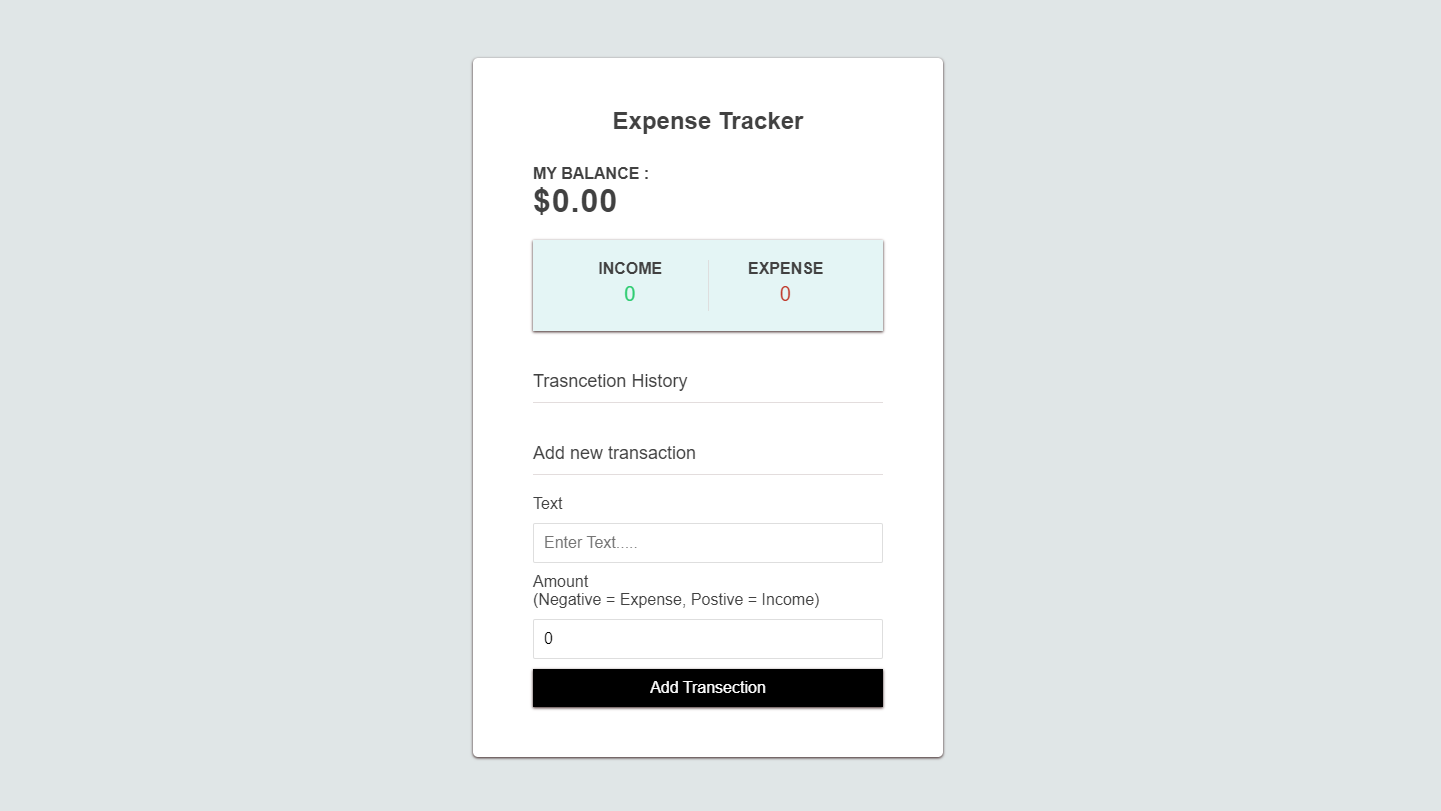 Expense Tracker
MY BALANCE :
$0.00
INCOME EXPENSE
0 0
Trasncetion History
Add new transaction
Text
Enter Text.....
Amount
(Negative = Expense, Postive = Income)
0
Add Transection